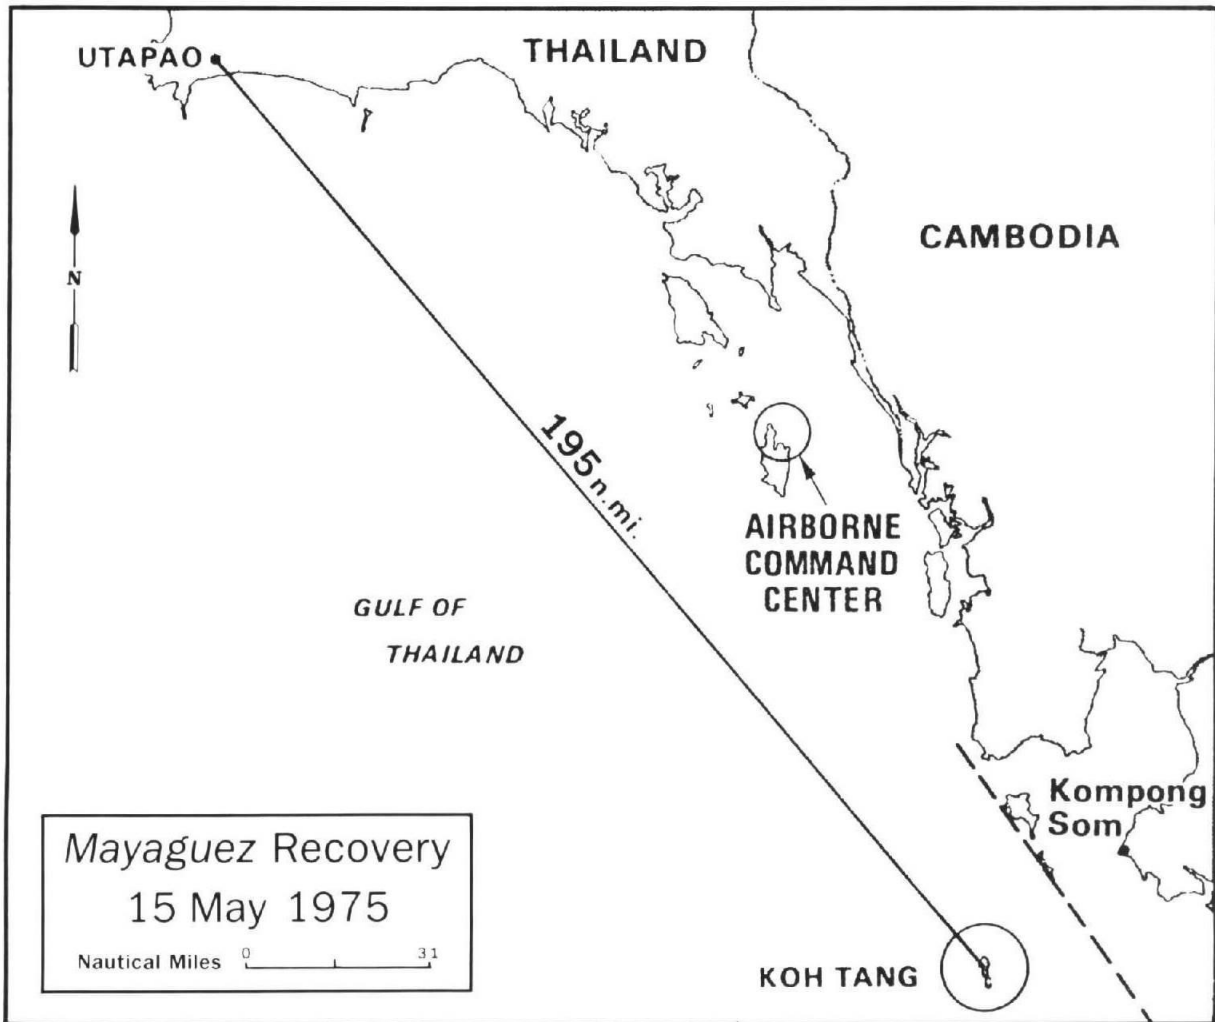 THAILAND
UTAPAO
CAMBODIA
N
195 n.mi.
AIRBORNE
COMMAND
CENTER
GULF OF
THAILAND
Kompong
Som
Mayaguez Recovery
15 May 1975
Nautical Miles 0 31
KOH TANG